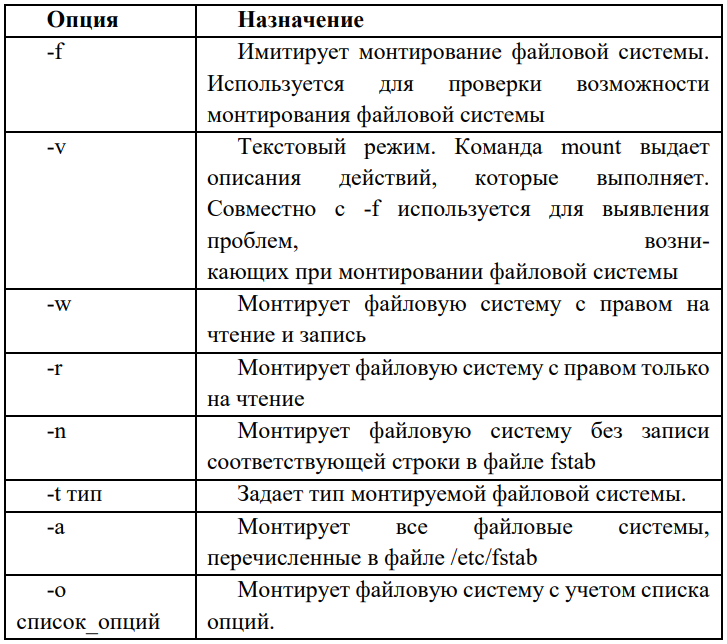 Опция Назначение
-f Имитирует монтирование файловой системы.
Используется для проверки возможности
монтирования файловой системы
-v Текстовый режим. Команда mount выдает
описания действий, которые выполняет.
Совместно с -f используется для выявления
проблем, возни-
кающих при монтировании файловой системы
-w Монтирует файловую систему с правом на
чтение и запись
-r Монтирует файловую систему с правом только
на чтение
-n Монтирует файловую систему без записи
соответствующей строки в файле fstab
-t тип Задает тип монтируемой файловой системы.
-a Монтирует все файловые системы,
перечисленные в файле /etc/fstab
-o Монтирует файловую систему с учетом списка
список_опций опций.